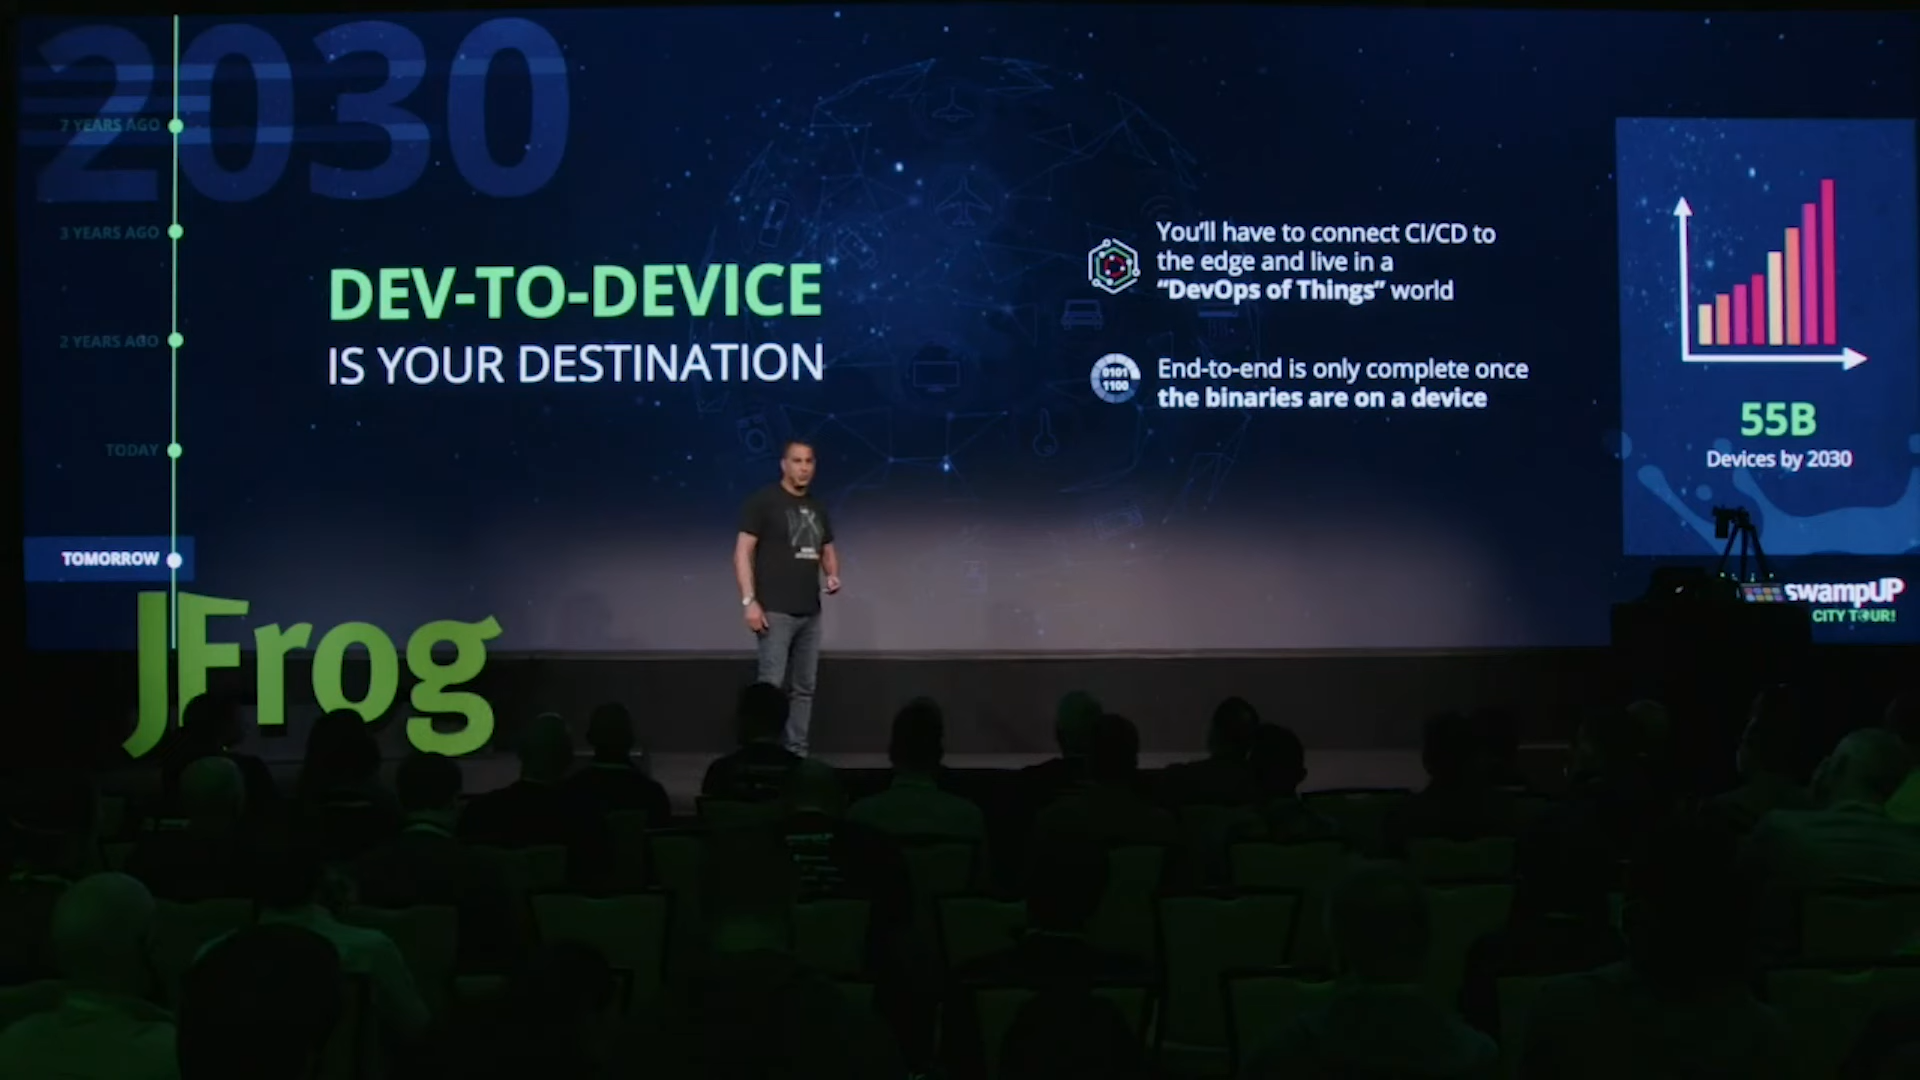 2030
7 YEARS AGO
3 YEARS AGO
2 YEARS AGO
TODAY
TOMORROW
DEV-TO-DEVICE
IS YOUR DESTINATION
You'll have to connect CI/CD to
the edge and live in a
“DevOps of Things” world
0101
1100
End-to-end is only complete once
the binaries are on a device
55B
Devices by 2030
swampUP
CITY TOUR!
JFrog